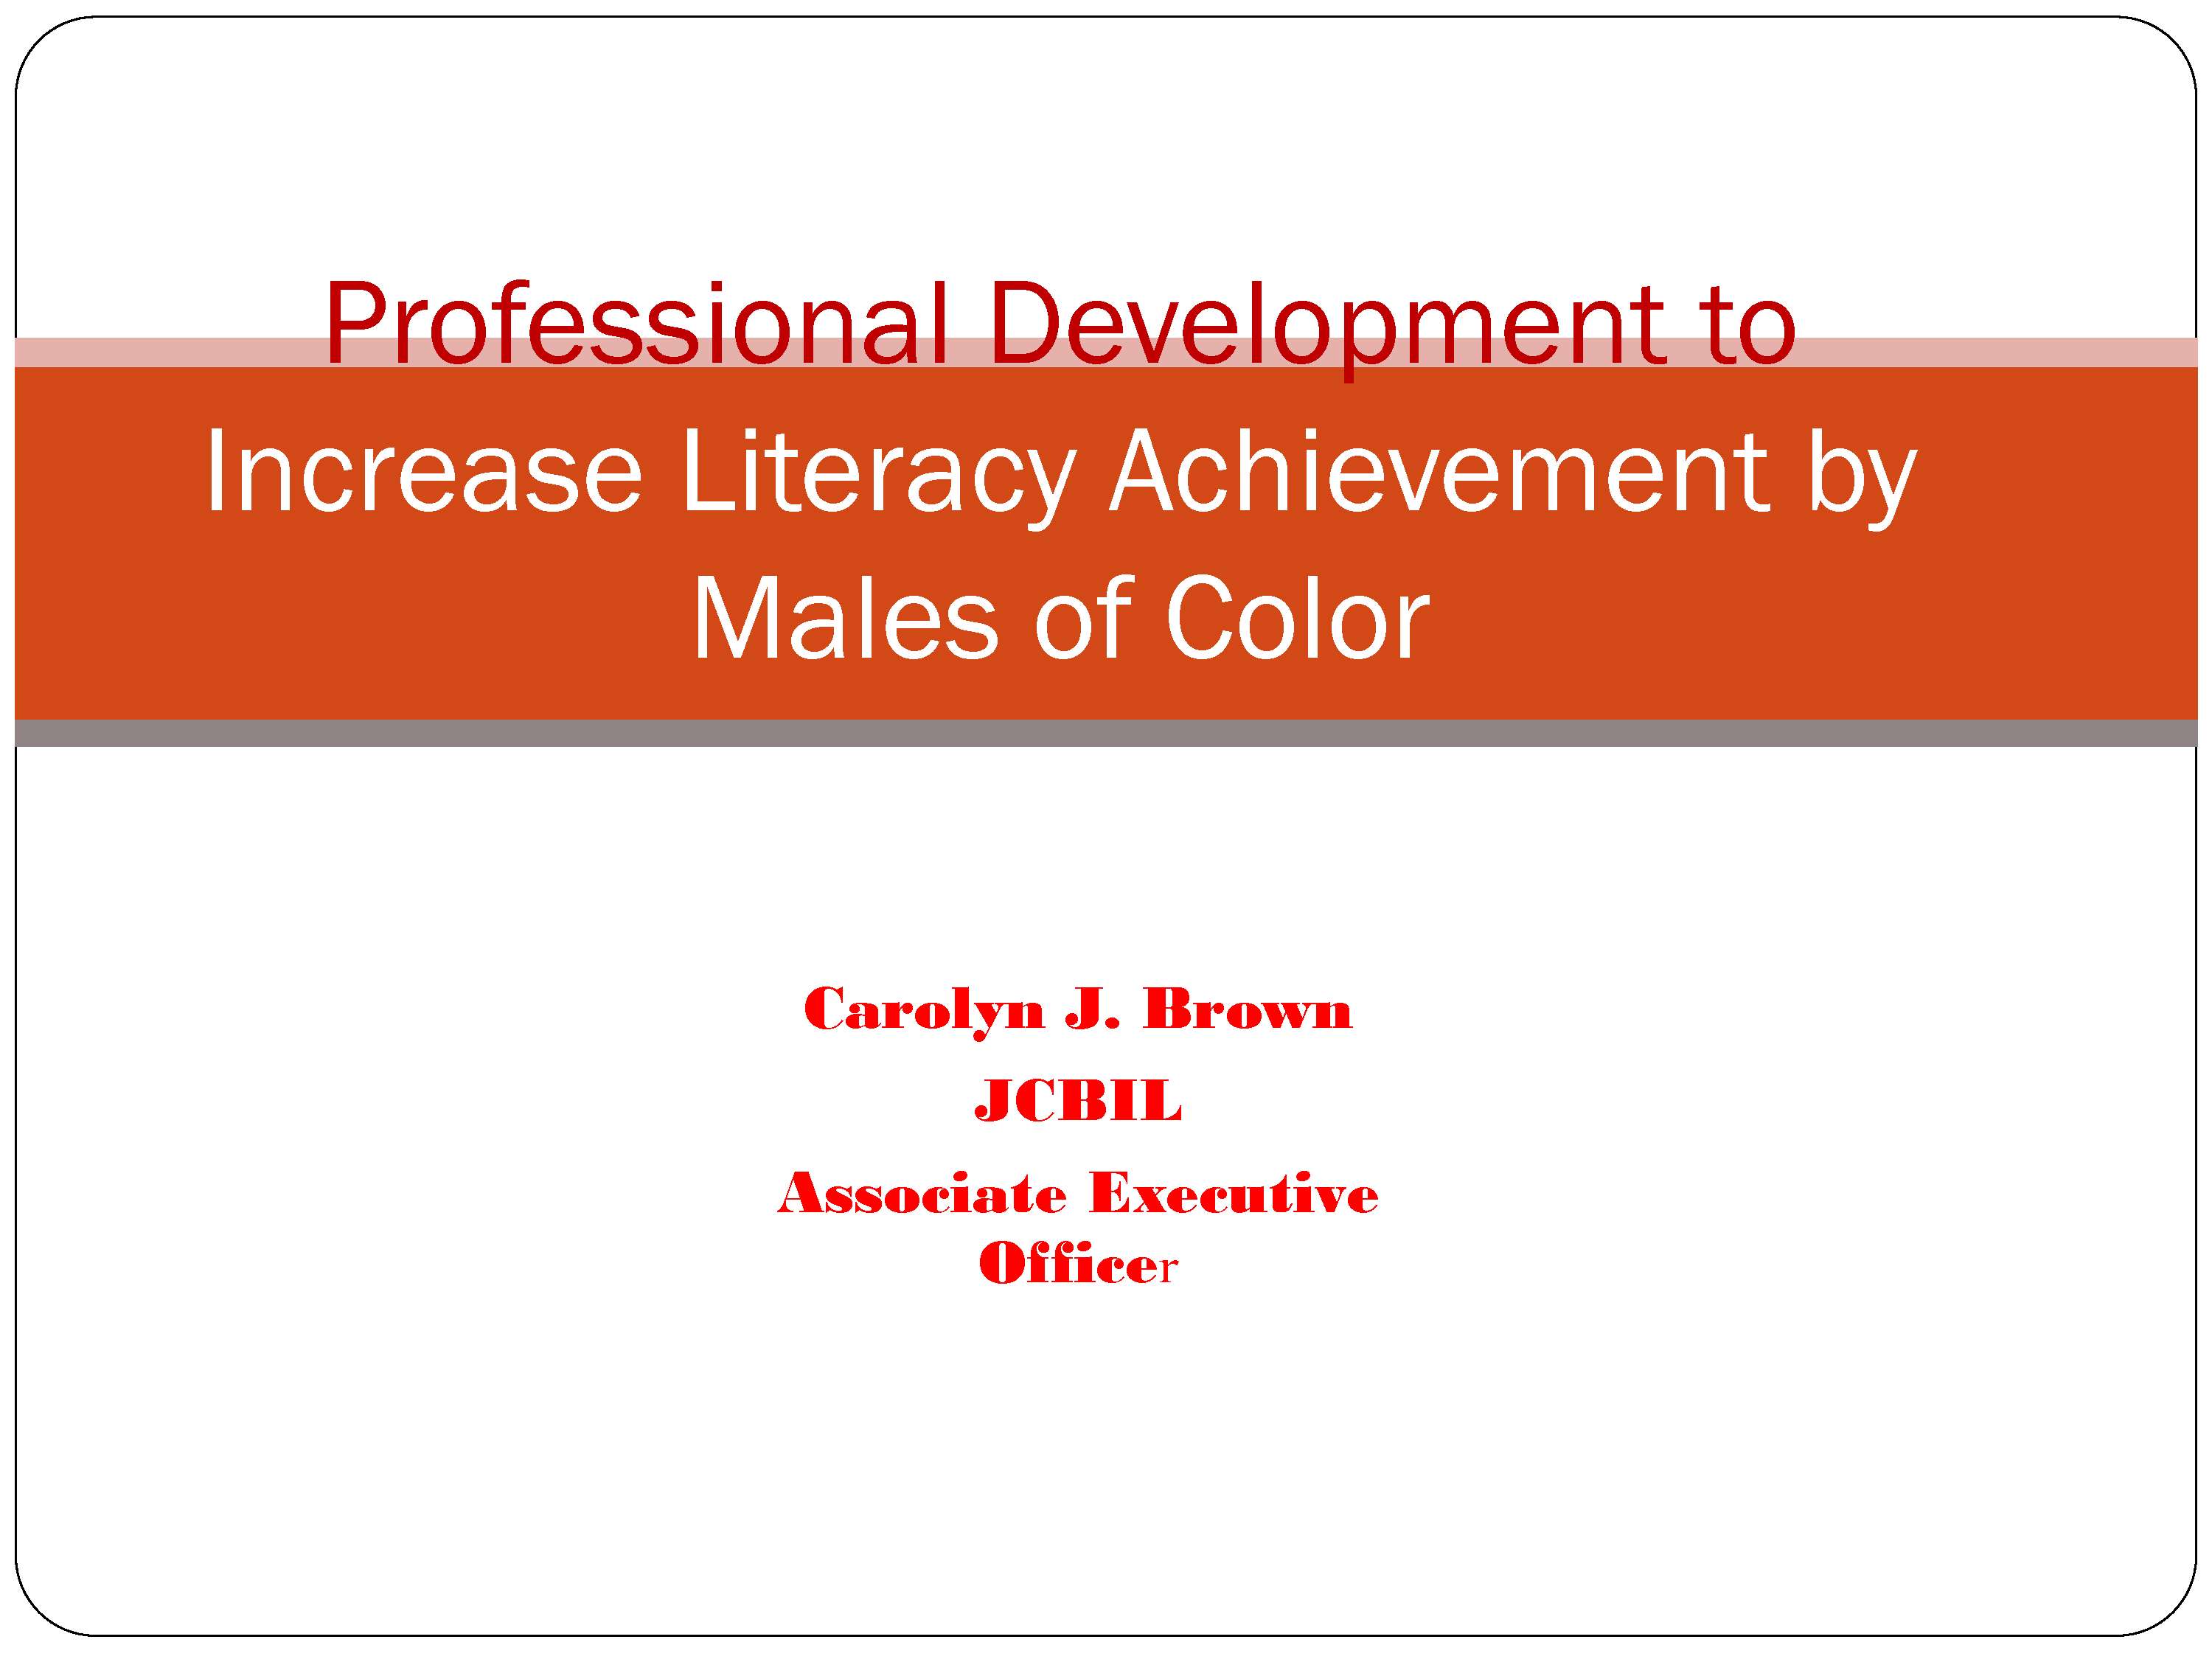 Professional Development to
Increase Literacy Achievement by
Males of Color
Carolyn J. Brown
JCBIL
Associate Executive
Officer